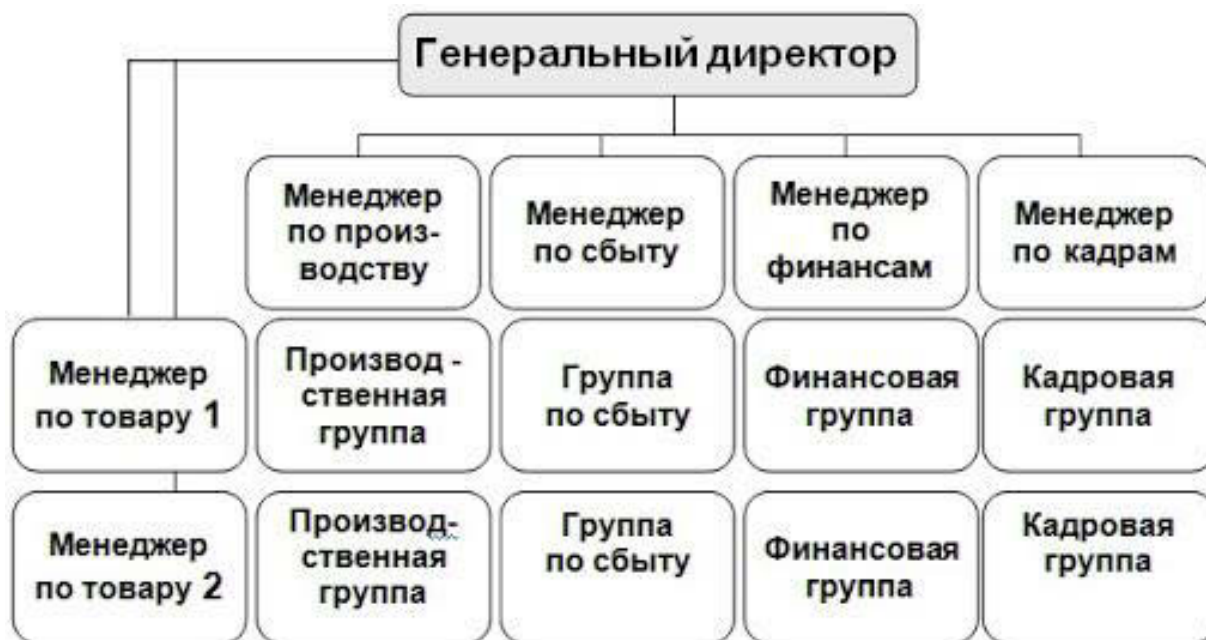 Генеральный директор
Менеджер
по произ-
водству
Менеджер
по сбыту
Менеджер
по
финансам
Менеджер
по кадрам
Менеджер
по товару 1
Производ -
ственная
группа
Группа
по сбыту
Финансовая
группа
Кадровая
группа
Менеджер
по товару 2
Производ-
ственная
группа
Группа
по сбыту
Финансовая
группа
Кадровая
группа